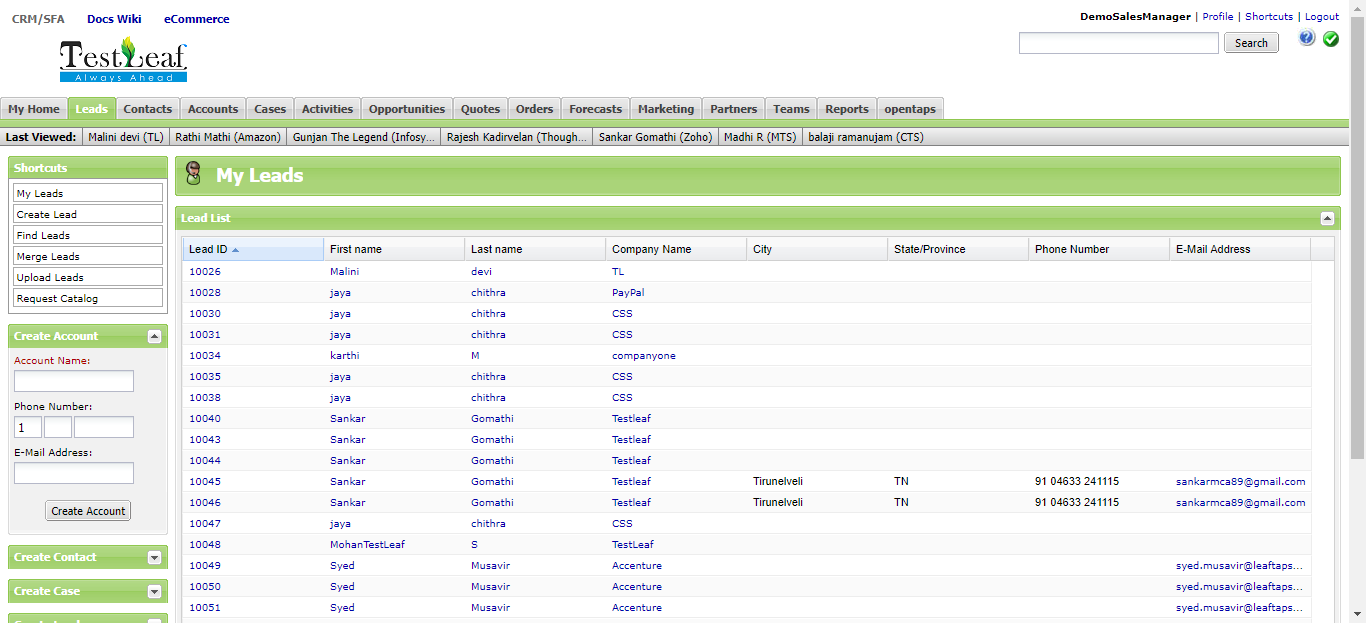 CRM/SFA Docs Wiki eCommerce
DemoSalesManager | Profile | Shortcuts | Logout
TestLeaf
Always Ahead
Search
My Home Leads Contacts Accounts Cases Activities Opportunities Quotes Orders Forecasts Marketing Partners Teams Reports opentaps
Last Viewed: Malini devi (TL) Rathi Mathi (Amazon) Gunjan The Legend (Infosy... Rajesh Kadirvelan (Though... Sankar Gomathi (Zoho) Madhi R (MTS) balaji ramanujam (CTS)
Shortcuts
My Leads
Create Lead
Find Leads
Merge Leads
Upload Leads
Request Catalog
Create Account
Account Name:
Phone Number:
1
E-Mail Address:
Create Account
Create Contact
Create Case
My Leads
Lead List
Lead ID First name Last name Company Name City State/Province Phone Number E-Mail Address
10026 Malini devi TL
10028 jaya chithra PayPal
10030 jaya chithra CSS
10031 jaya chithra CSS
10034 karthi M companyone
10035 jaya chithra CSS
10038 jaya chithra CSS
10040 Sankar Gomathi Testleaf
10043 Sankar Gomathi Testleaf
10044 Sankar Gomathi Testleaf
10045 Sankar Gomathi Testleaf Tirunelveli TN 91 04633 241115 sankarmca89@gmail.com
10046 Sankar Gomathi Testleaf Tirunelveli TN 91 04633 241115 sankarmca89@gmail.com
10047 jaya chithra CSS
10048 MohanTestLeaf S TestLeaf
10049 Syed Musavir Accenture syed.musavir@leaftaps...
10050 Syed Musavir Accenture syed.musavir@leaftaps...
10051 Syed Musavir Accenture syed.musavir@leaftaps...